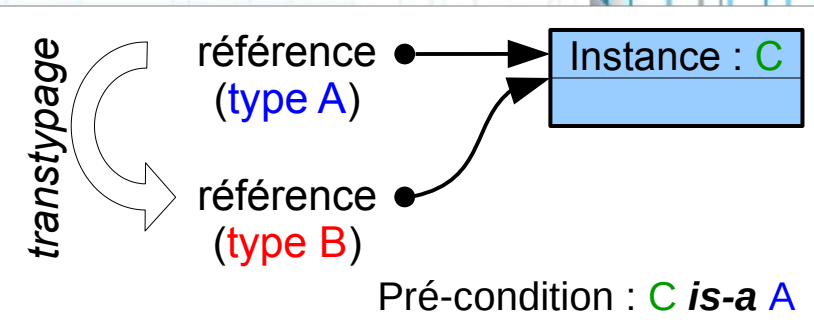 transtypage
référence
(type A)
Instance : C
référence
(type B)
Pré-condition : C is-a A